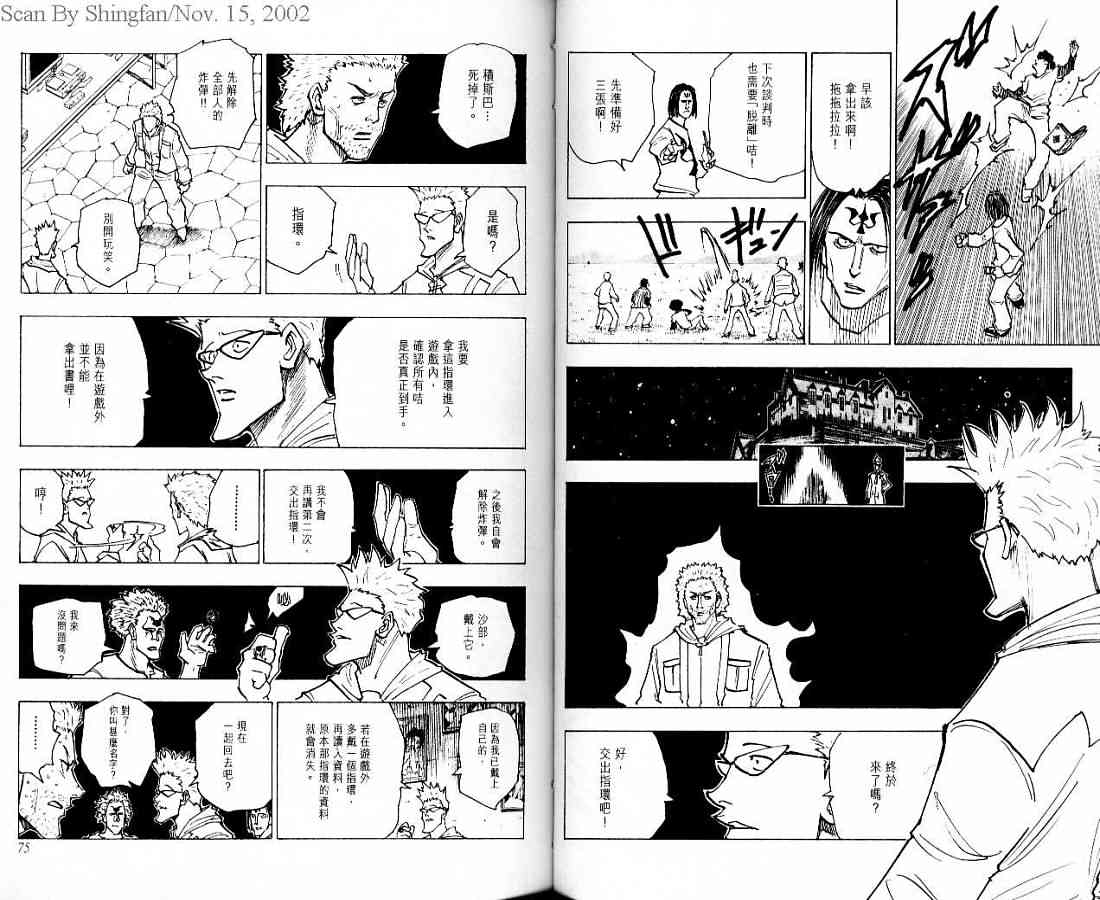 Scan By Shingfan/Nov. 15, 2002
早該
拿出來啊！
拖拖拉拉！
下次談判時
也需要「脫離」咭！
先準備好
三張啊！
ドギュン
終於
來了嗎？
好，
交出指環吧！
積斯巴…
死掉了。
先解除
全部人的
炸彈!!
別開玩笑。
是嗎？
指環。
我要
拿這指環進入
遊戲內，
確認所有咭
是否真正到手。
因為在遊戲外
並不能
拿出書哩！
之後我自會
解除炸彈。
我不會
再講第二次，
交出指環！
………
哼！
沙部，
戴上它。
我來
沒問題嗎？
因為我已戴上
自己的，
若在遊戲外
多戴一個指環，
再讀入資料，
原本部指環的資料
就會消失。
現在
一起回去吧？
對了，
你叫甚麼名字？
………
75